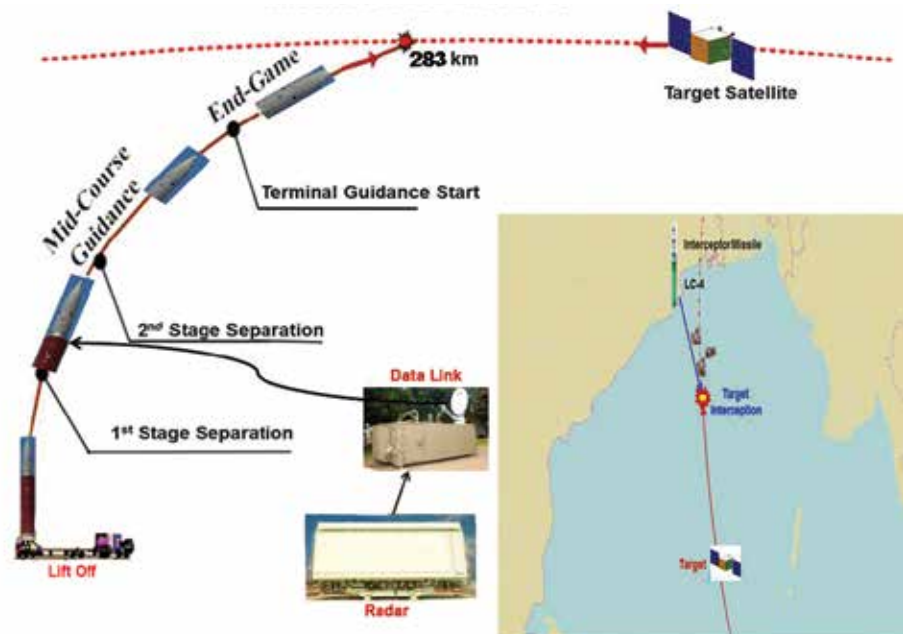 283 km
Target Satellite
End-Game
Terminal Guidance Start
Mid-Course
Guidance
2nd Stage Separation
Data Link
1st Stage Separation
Lift Off
Radar
Interceptor Missile
LC-4
Target
Interception
Target